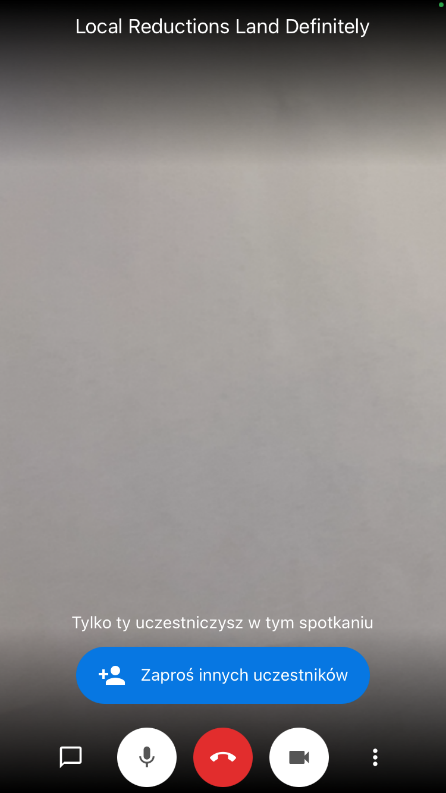 Local Reductions Land Definitely
Tylko ty uczestniczysz w tym spotkaniu
Zaproś innych uczestników